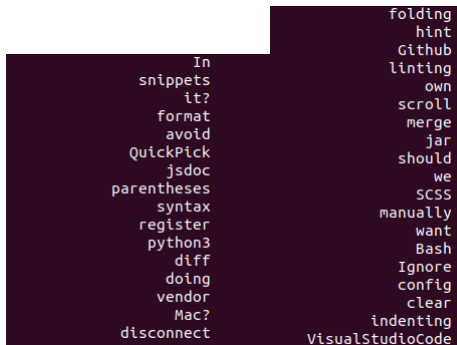 In
snippets
it?
format
avoid
QuickPick
jsdoc
parentheses
syntax
register
python3
diff
doing
vendor
Mac?
disconnect
folding
hint
Github
linting
own
scroll
merge
jar
should
we
SCSS
manually
want
Bash
Ignore
config
clear
indenting
VisualStudioCode